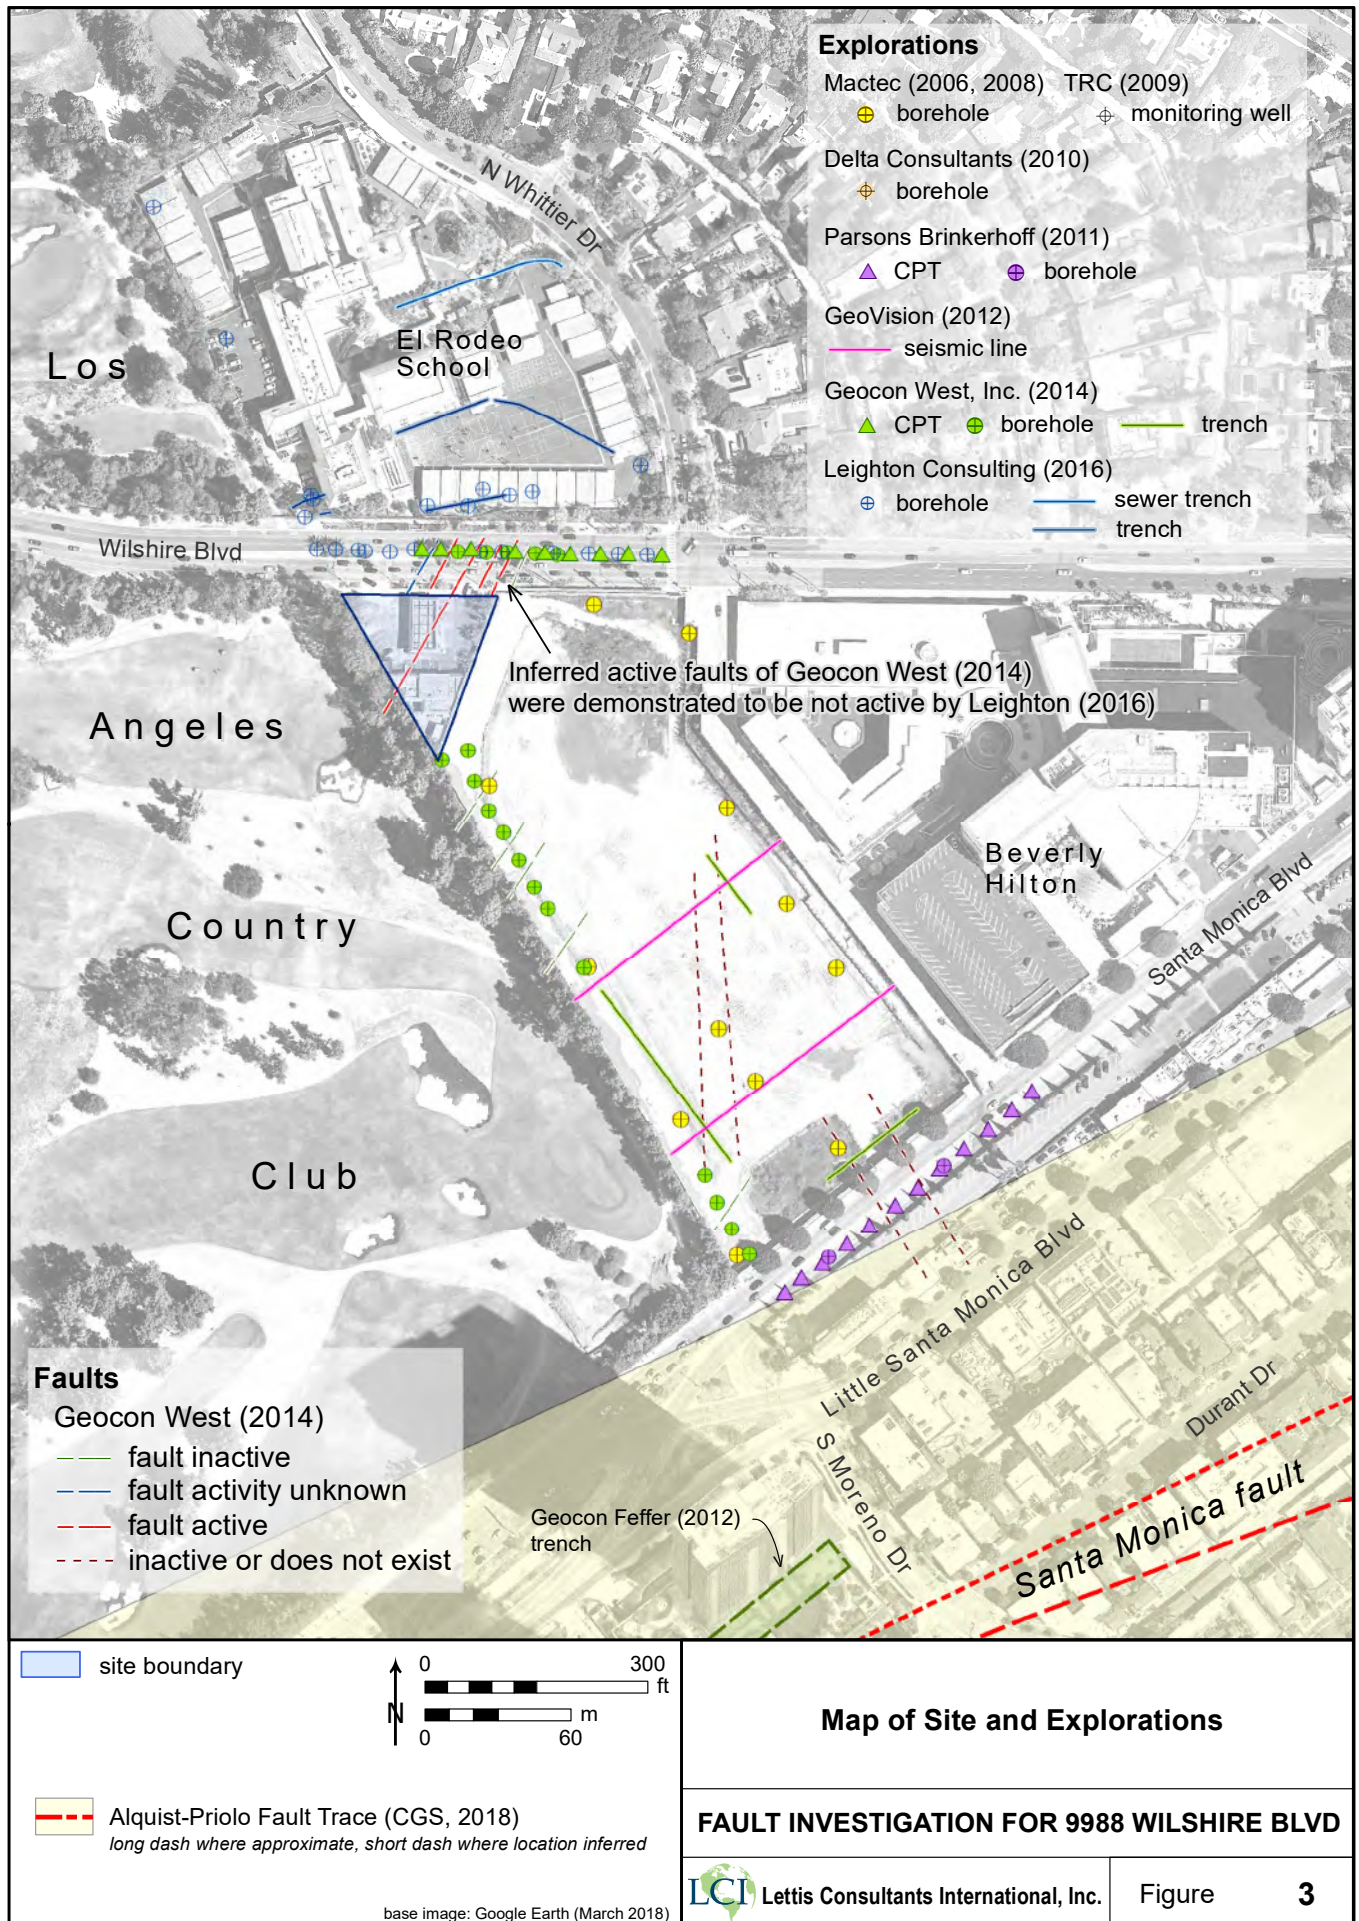 Explorations
Mactec (2006, 2008) TRC (2009)
borehole monitoring well
Delta Consultants (2010)
borehole
Parsons Brinkerhoff (2011)
CPT borehole
GeoVision (2012)
seismic line
Geocon West, Inc. (2014)
CPT borehole trench
Leighton Consulting (2016)
borehole sewer trench
trench
N Whittier Dr
El Rodeo
School
Los
Wilshire Blvd
Inferred active faults of Geocon West (2014)
were demonstrated to be not active by Leighton (2016)
Angeles
Beverly
Hilton
Country
Santa Monica Blvd
Club
Little Santa Monica Blvd
Durant Dr
S Moreno Dr
Santa Monica fault
Geocon Feffer (2012)
trench
Faults
Geocon West (2014)
fault inactive
fault activity unknown
fault active
inactive or does not exist
site boundary
N
0 300
ft
m
0 60
Alquist-Priolo Fault Trace (CGS, 2018)
long dash where approximate, short dash where location inferred
base image: Google Earth (March 2018)
Map of Site and Explorations
FAULT INVESTIGATION FOR 9988 WILSHIRE BLVD
LCI Lettis Consultants International, Inc.
Figure 3